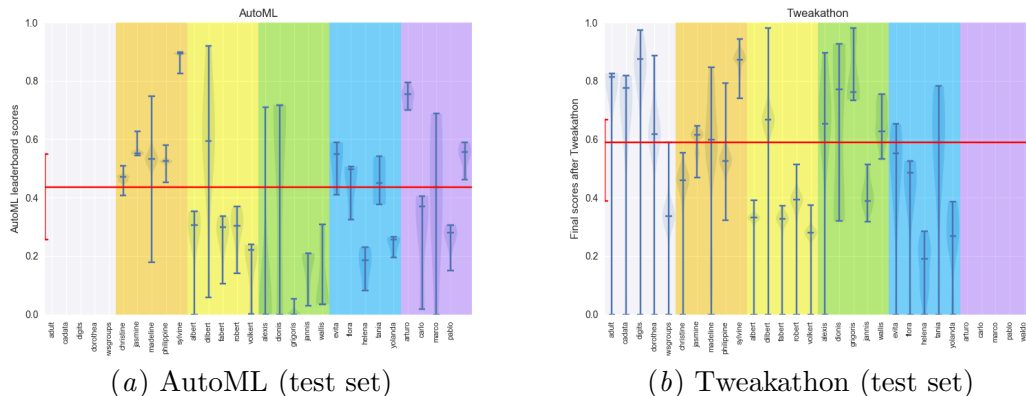 AutoML
Tweakathon
AutoML leaderboard scores
1.0
0.8
0.6
0.4
0.2
0.0
adult
cadata
digits
dorothea
wsgroups
christine
jasmine
madeline
philippine
sylvine
albert
dilbert
fabert
robert
volkert
alexis
dionis
grigoris
jannis
wallis
evita
flora
helena
tania
yolanda
arturo
carlo
marco
pablo
Final scores after Tweakathon
1.0
0.8
0.6
0.4
0.2
0.0
adult
cadata
digits
dorothea
wsgroups
christine
jasmine
madeline
philippine
sylvine
albert
dilbert
fabert
robert
volkert
alexis
dionis
grigoris
jannis
wallis
evita
flora
helena
tania
yolanda
arturo
carlo
marco
pablo
waldo
(a) AutoML (test set)
(b) Tweakathon (test set)